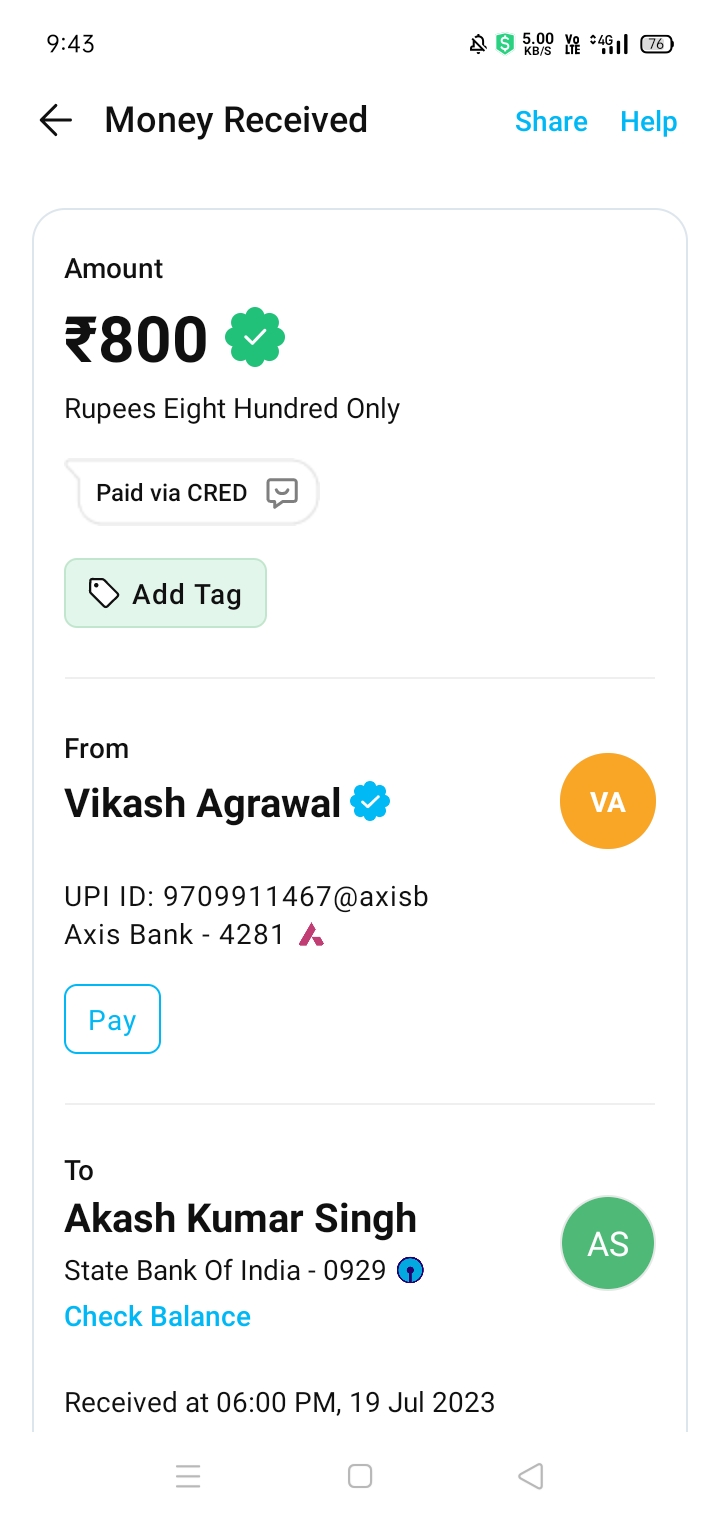 9:43
5.00 KB/S Vo LTE 4G 76
Money Received Share Help
Amount
₹800
Rupees Eight Hundred Only
Paid via CRED
Add Tag
From
Vikash Agrawal
VA
UPI ID: 9709911467@axisb
Axis Bank - 4281
Pay
To
Akash Kumar Singh
AS
State Bank Of India - 0929
Check Balance
Received at 06:00 PM, 19 Jul 2023